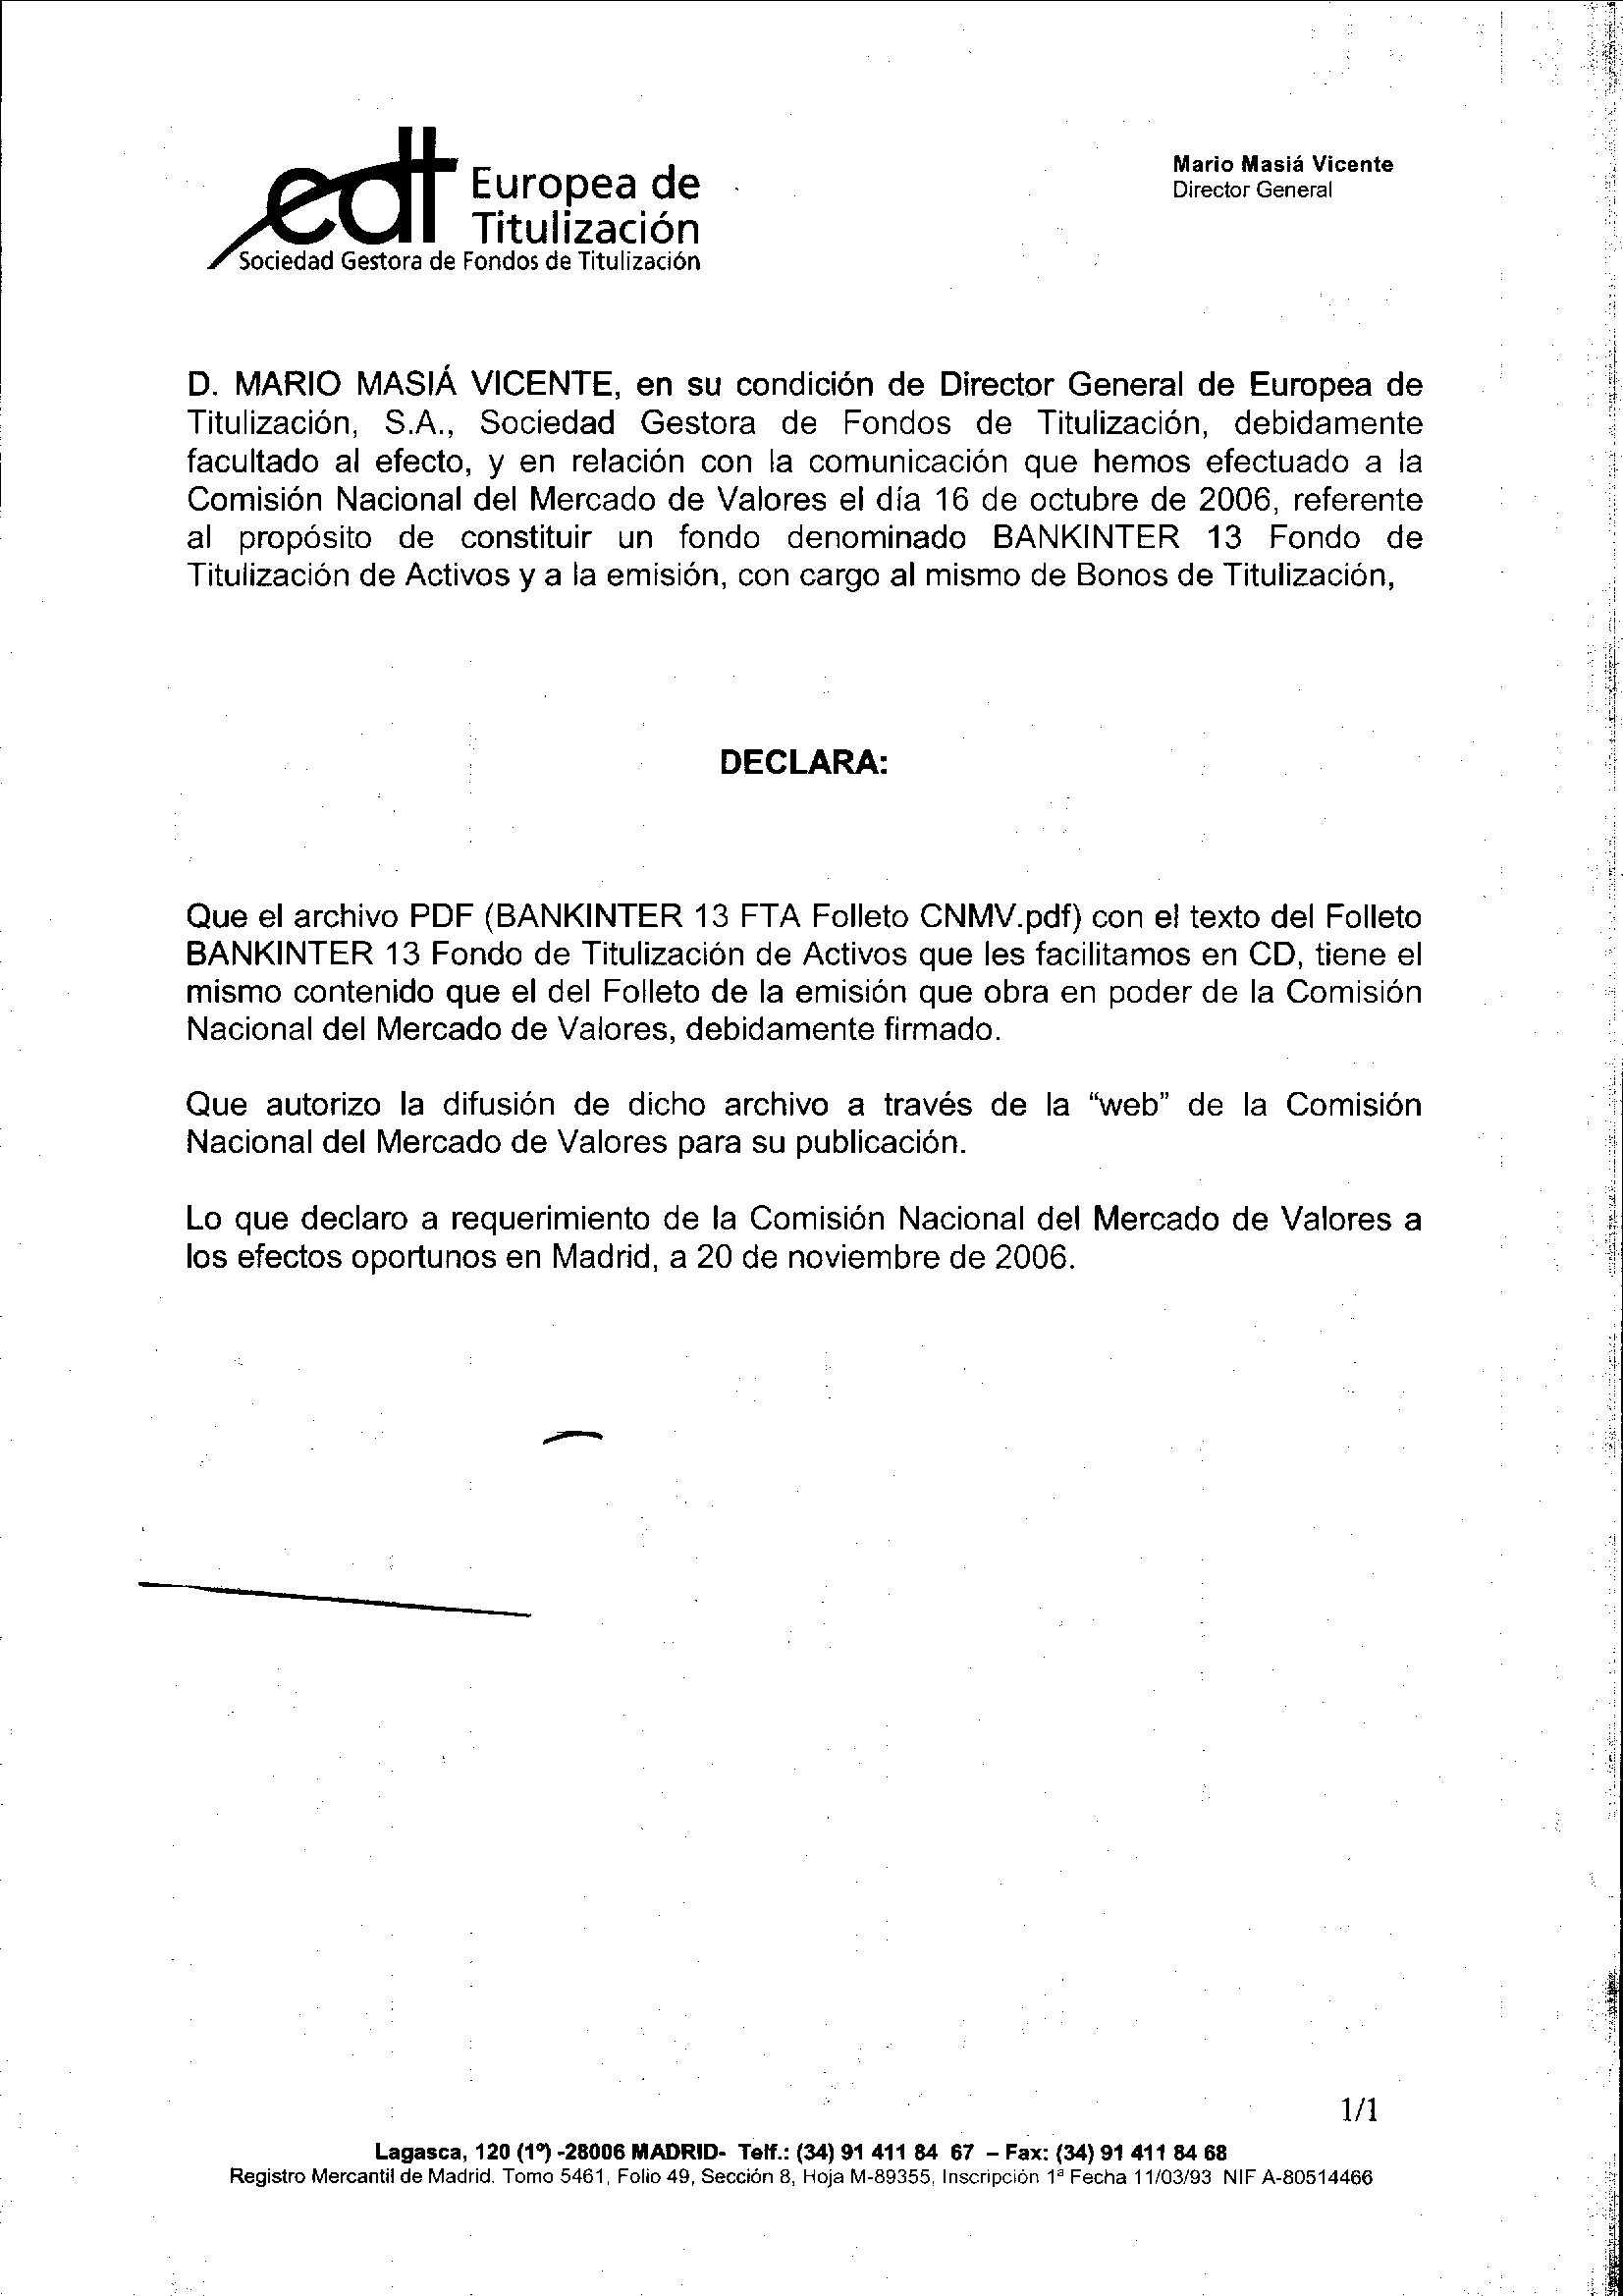 edt Europea de
Titulización
Sociedad Gestora de Fondos de Titulización
Mario Masiá Vicente
Director General
D. MARIO MASIÁ VICENTE, en su condición de Director General de Europea de
Titulización, S.A., Sociedad Gestora de Fondos de Titulización, debidamente
facultado al efecto, y en relación con la comunicación que hemos efectuado a la
Comisión Nacional del Mercado de Valores el día 16 de octubre de 2006, referente
al propósito de constituir un fondo denominado BANKINTER 13 Fondo de
Titulización de Activos y a la emisión, con cargo al mismo de Bonos de Titulización,
DECLARA:
Que el archivo PDF (BANKINTER 13 FTA Folleto CNMV.pdf) con el texto del Folleto
BANKINTER 13 Fondo de Titulización de Activos que les facilitamos en CD, tiene el
mismo contenido que el del Folleto de la emisión que obra en poder de la Comisión
Nacional del Mercado de Valores, debidamente firmado.
Que autorizo la difusión de dicho archivo a través de la “web” de la Comisión
Nacional del Mercado de Valores para su publicación.
Lo que declaro a requerimiento de la Comisión Nacional del Mercado de Valores a
los efectos oportunos en Madrid, a 20 de noviembre de 2006.
1/1
Lagasca, 120 (1º) -28006 MADRID- Telf.: (34) 91 411 84 67 – Fax: (34) 91 411 84 68
Registro Mercantil de Madrid. Tomo 5461, Folio 49, Sección 8, Hoja M-89355, Inscripción 1ª Fecha 11/03/93 NIF A-80514466